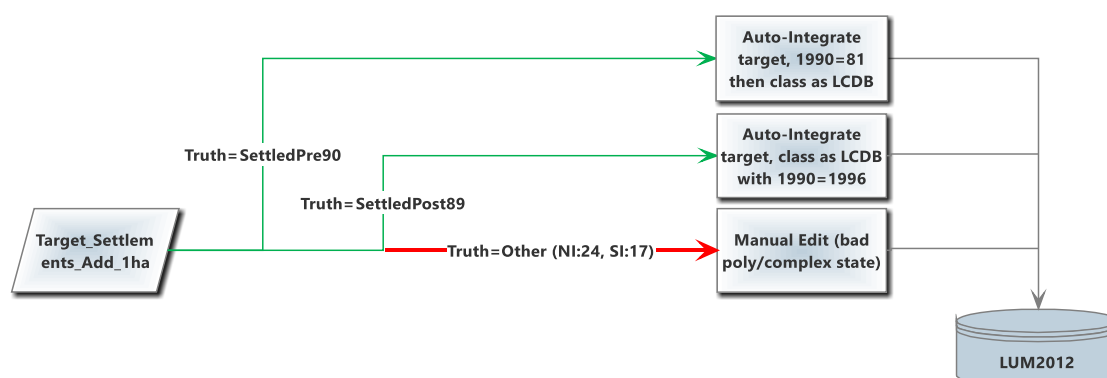 Auto-Integrate
target, 1990=81
then class as LCDB
Truth=SettledPre90
Auto-Integrate
target, class as LCDB
with 1990=1996
Truth=SettledPost89
Target_Settlem
ents_Add_1ha
Truth=Other (NI:24, SI:17)
Manual Edit (bad
poly/complex state)
LUM2012